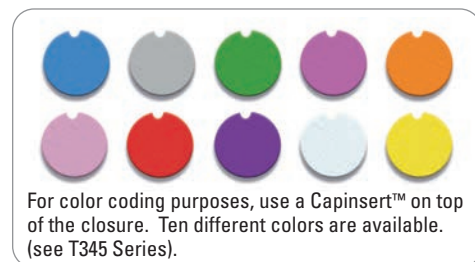 For color coding purposes, use a Capinsert™ on top
of the closure.  Ten different colors are available.
(see T345 Series).